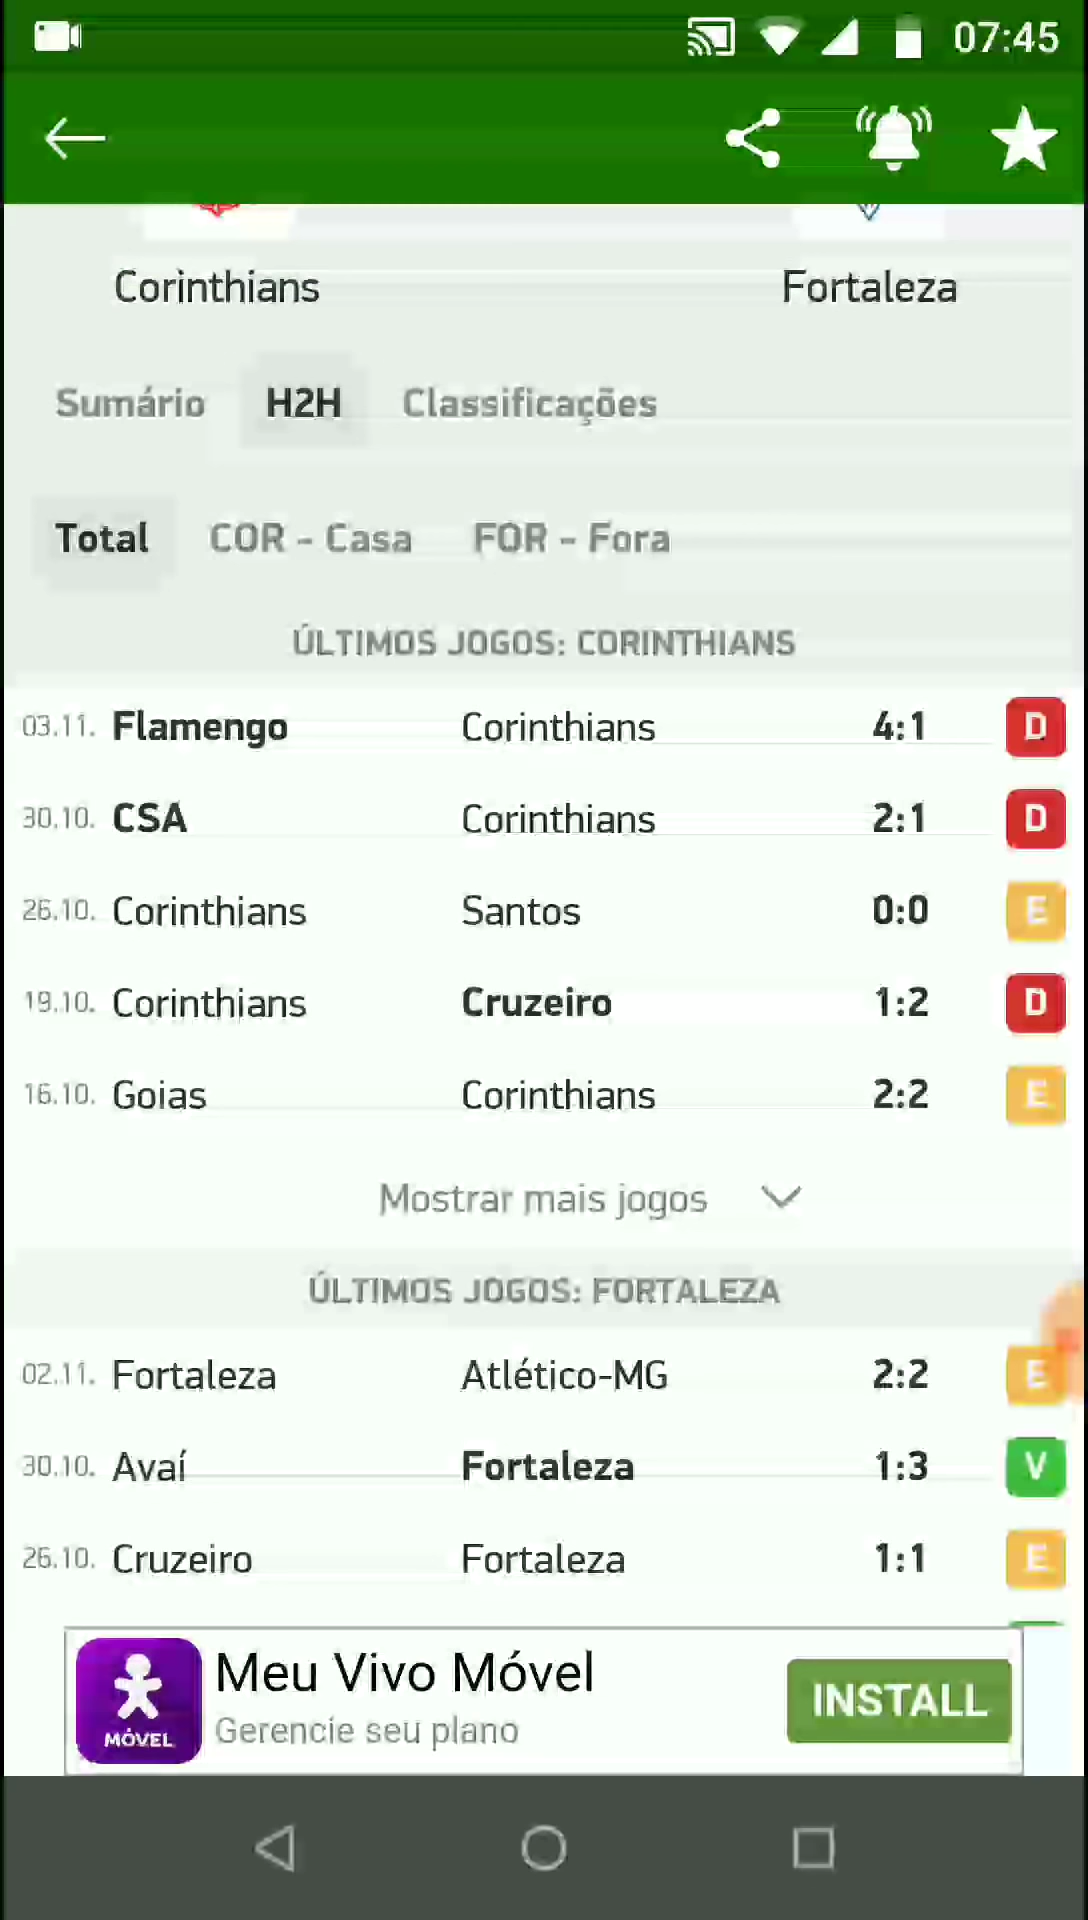 07:45
Corinthians Fortaleza
Sumário H2H Classificações
Total COR - Casa FOR - Fora
ÚLTIMOS JOGOS: CORINTHIANS
03.11. Flamengo Corinthians 4:1 D
30.10. CSA Corinthians 2:1 D
26.10. Corinthians Santos 0:0 E
19.10. Corinthians Cruzeiro 1:2 D
16.10. Goias Corinthians 2:2 E
Mostrar mais jogos
ÚLTIMOS JOGOS: FORTALEZA
02.11. Fortaleza Atlético-MG 2:2 E
30.10. Avaí Fortaleza 1:3 V
26.10. Cruzeiro Fortaleza 1:1 E
MÓVEL
Meu Vivo Móvel
Gerencie seu plano
INSTALL